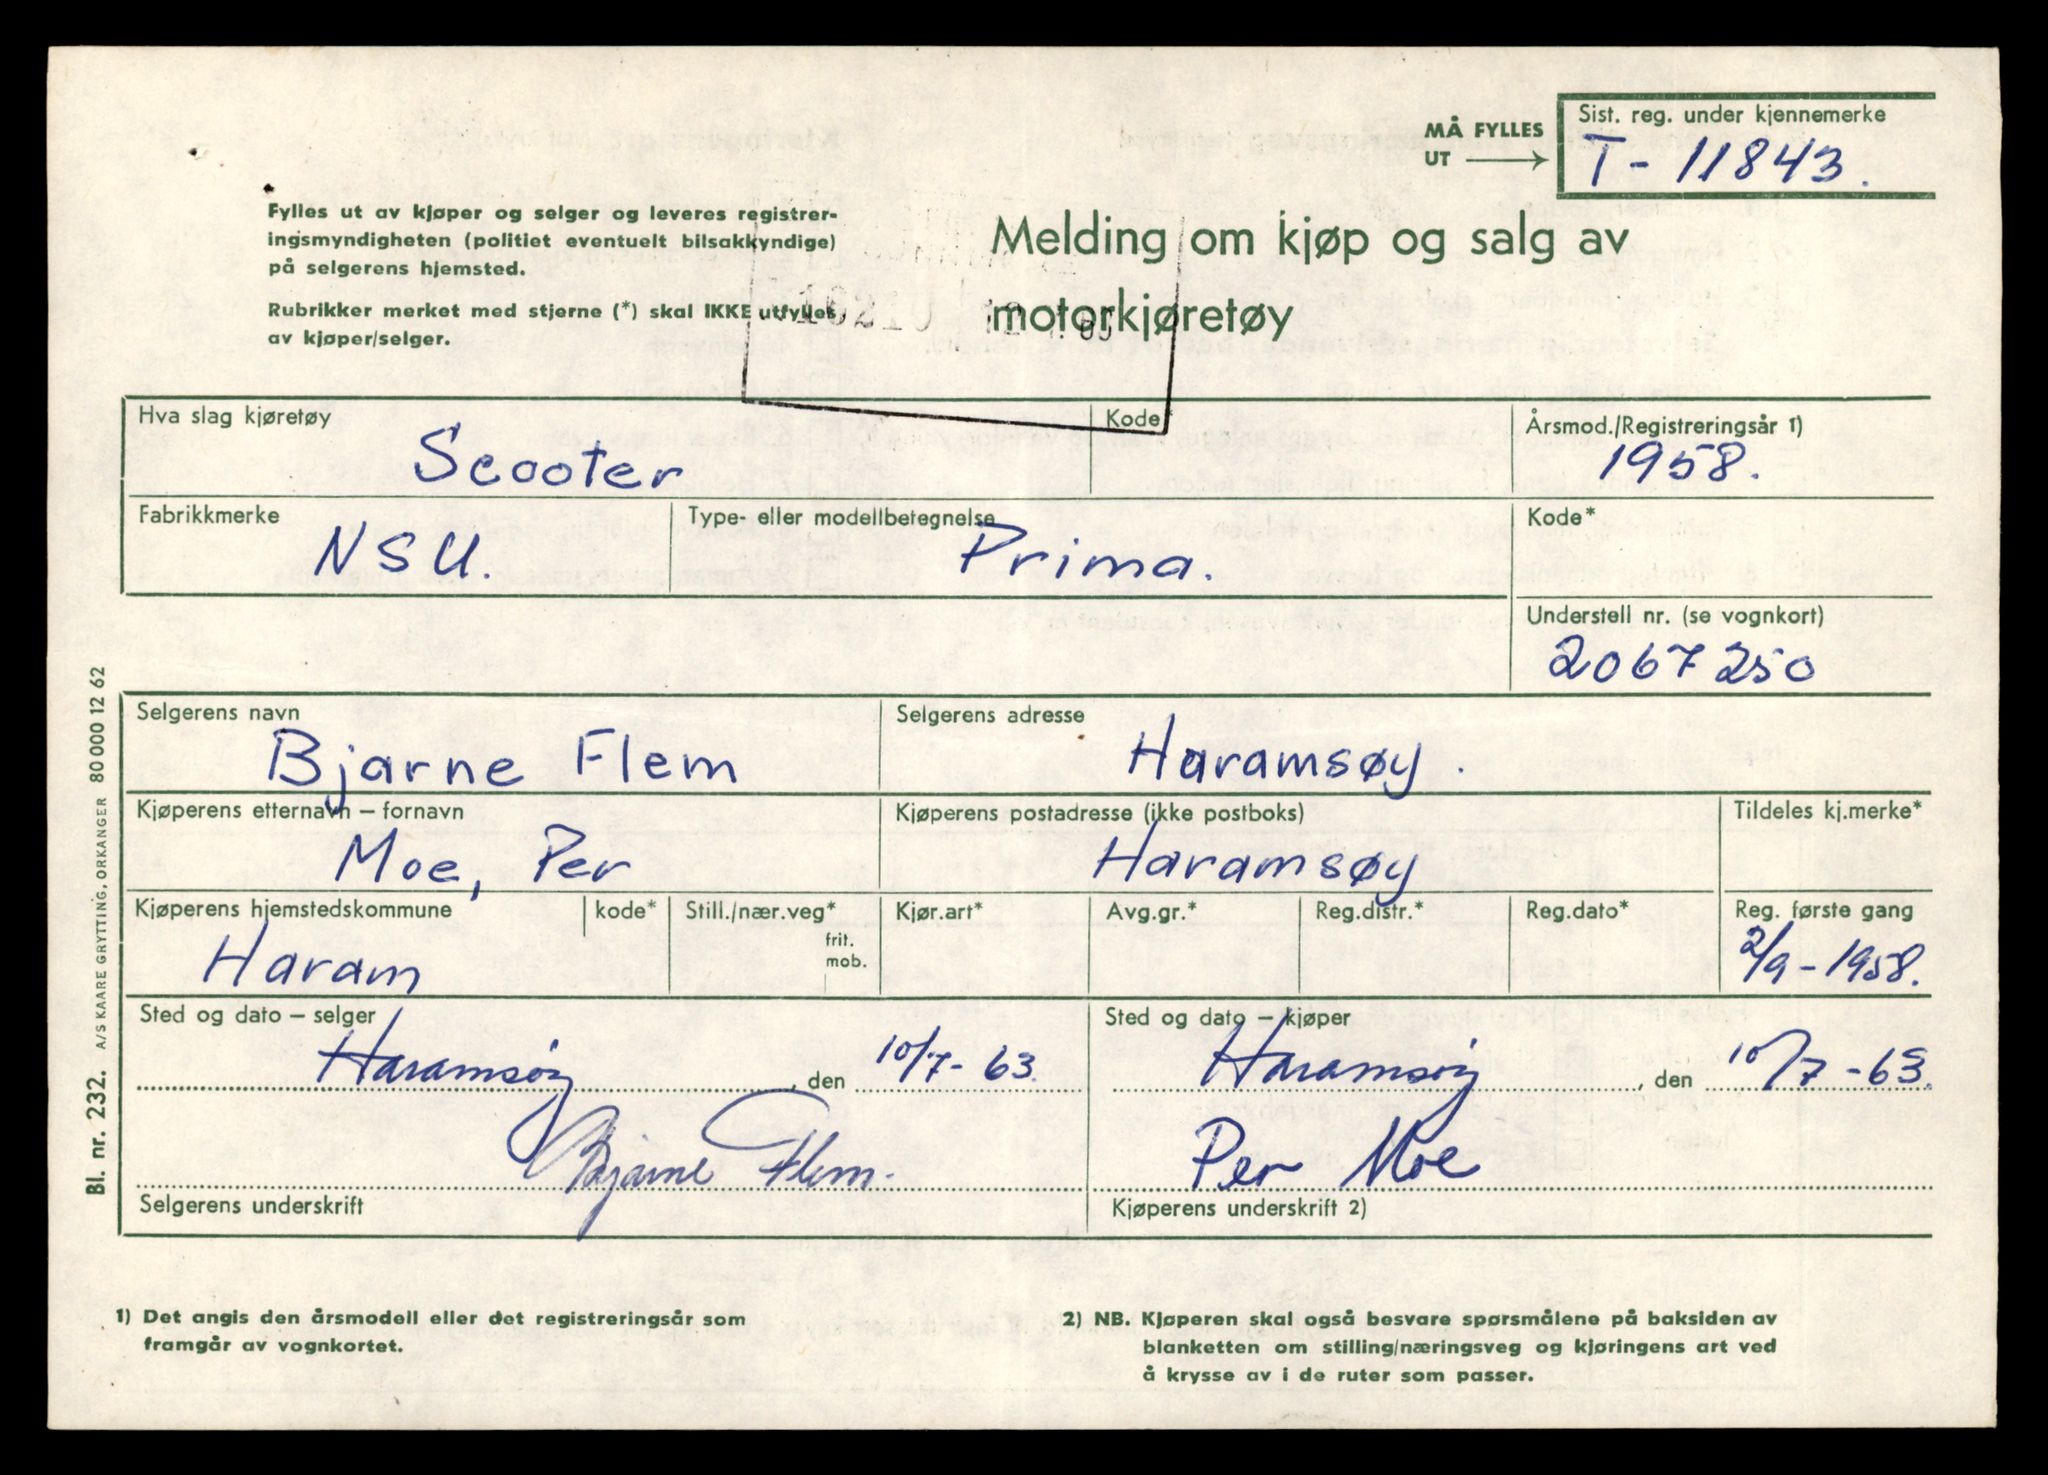 MÅ FYLLES
UT
Sist. reg. under kjennemerke
T - 11843.
Fylles ut av kjøper og selger og leveres registrer-
ingsmyndigheten (politiet eventuelt bilsakkyndige)
på selgerens hjemsted.
Rubrikker merket med stjerne (*) skal IKKE utfylles
av kjøper/selger.
Melding om kjøp og salg av
motorkjøretøy
Hva slag kjøretøy
Scooter
Kode*
Årsmod./Registreringsår 1)
1958.
Fabrikkmerke
NSU.
Type- eller modellbetegnelse
Prima.
Kode*
Understell nr. (se vognkort)
2067250
Selgerens navn
Bjarne Flem
Selgerens adresse
Haramsøy.
Kjøperens etternavn – fornavn
Moe, Per
Kjøperens postadresse (ikke postboks)
Haramsøy
Tildeles kj.merke*
Kjøperens hjemstedskommune
Haram
kode*
Still./nær.veg*
frit.
mob.
Kjør.art*
Avg.gr.*
Reg.distr.*
Reg.dato*
Reg. første gang
2/9 - 1958.
Sted og dato – selger
Haramsøy, den 10/7 - 63.
Bjarne Flem.
Selgerens underskrift
Sted og dato – kjøper
Haramsøy, den 10/7 - 63.
Per Moe
Kjøperens underskrift 2)
1) Det angis den årsmodell eller det registreringsår som
framgår av vognkortet.
2) NB. Kjøperen skal også besvare spørsmålene på baksiden av
blanketten om stilling/næringsveg og kjøringens art ved
å krysse av i de ruter som passer.
Bl. nr. 232. A/S KAARE GRYTTING, ORKANGER 80 000 12 62